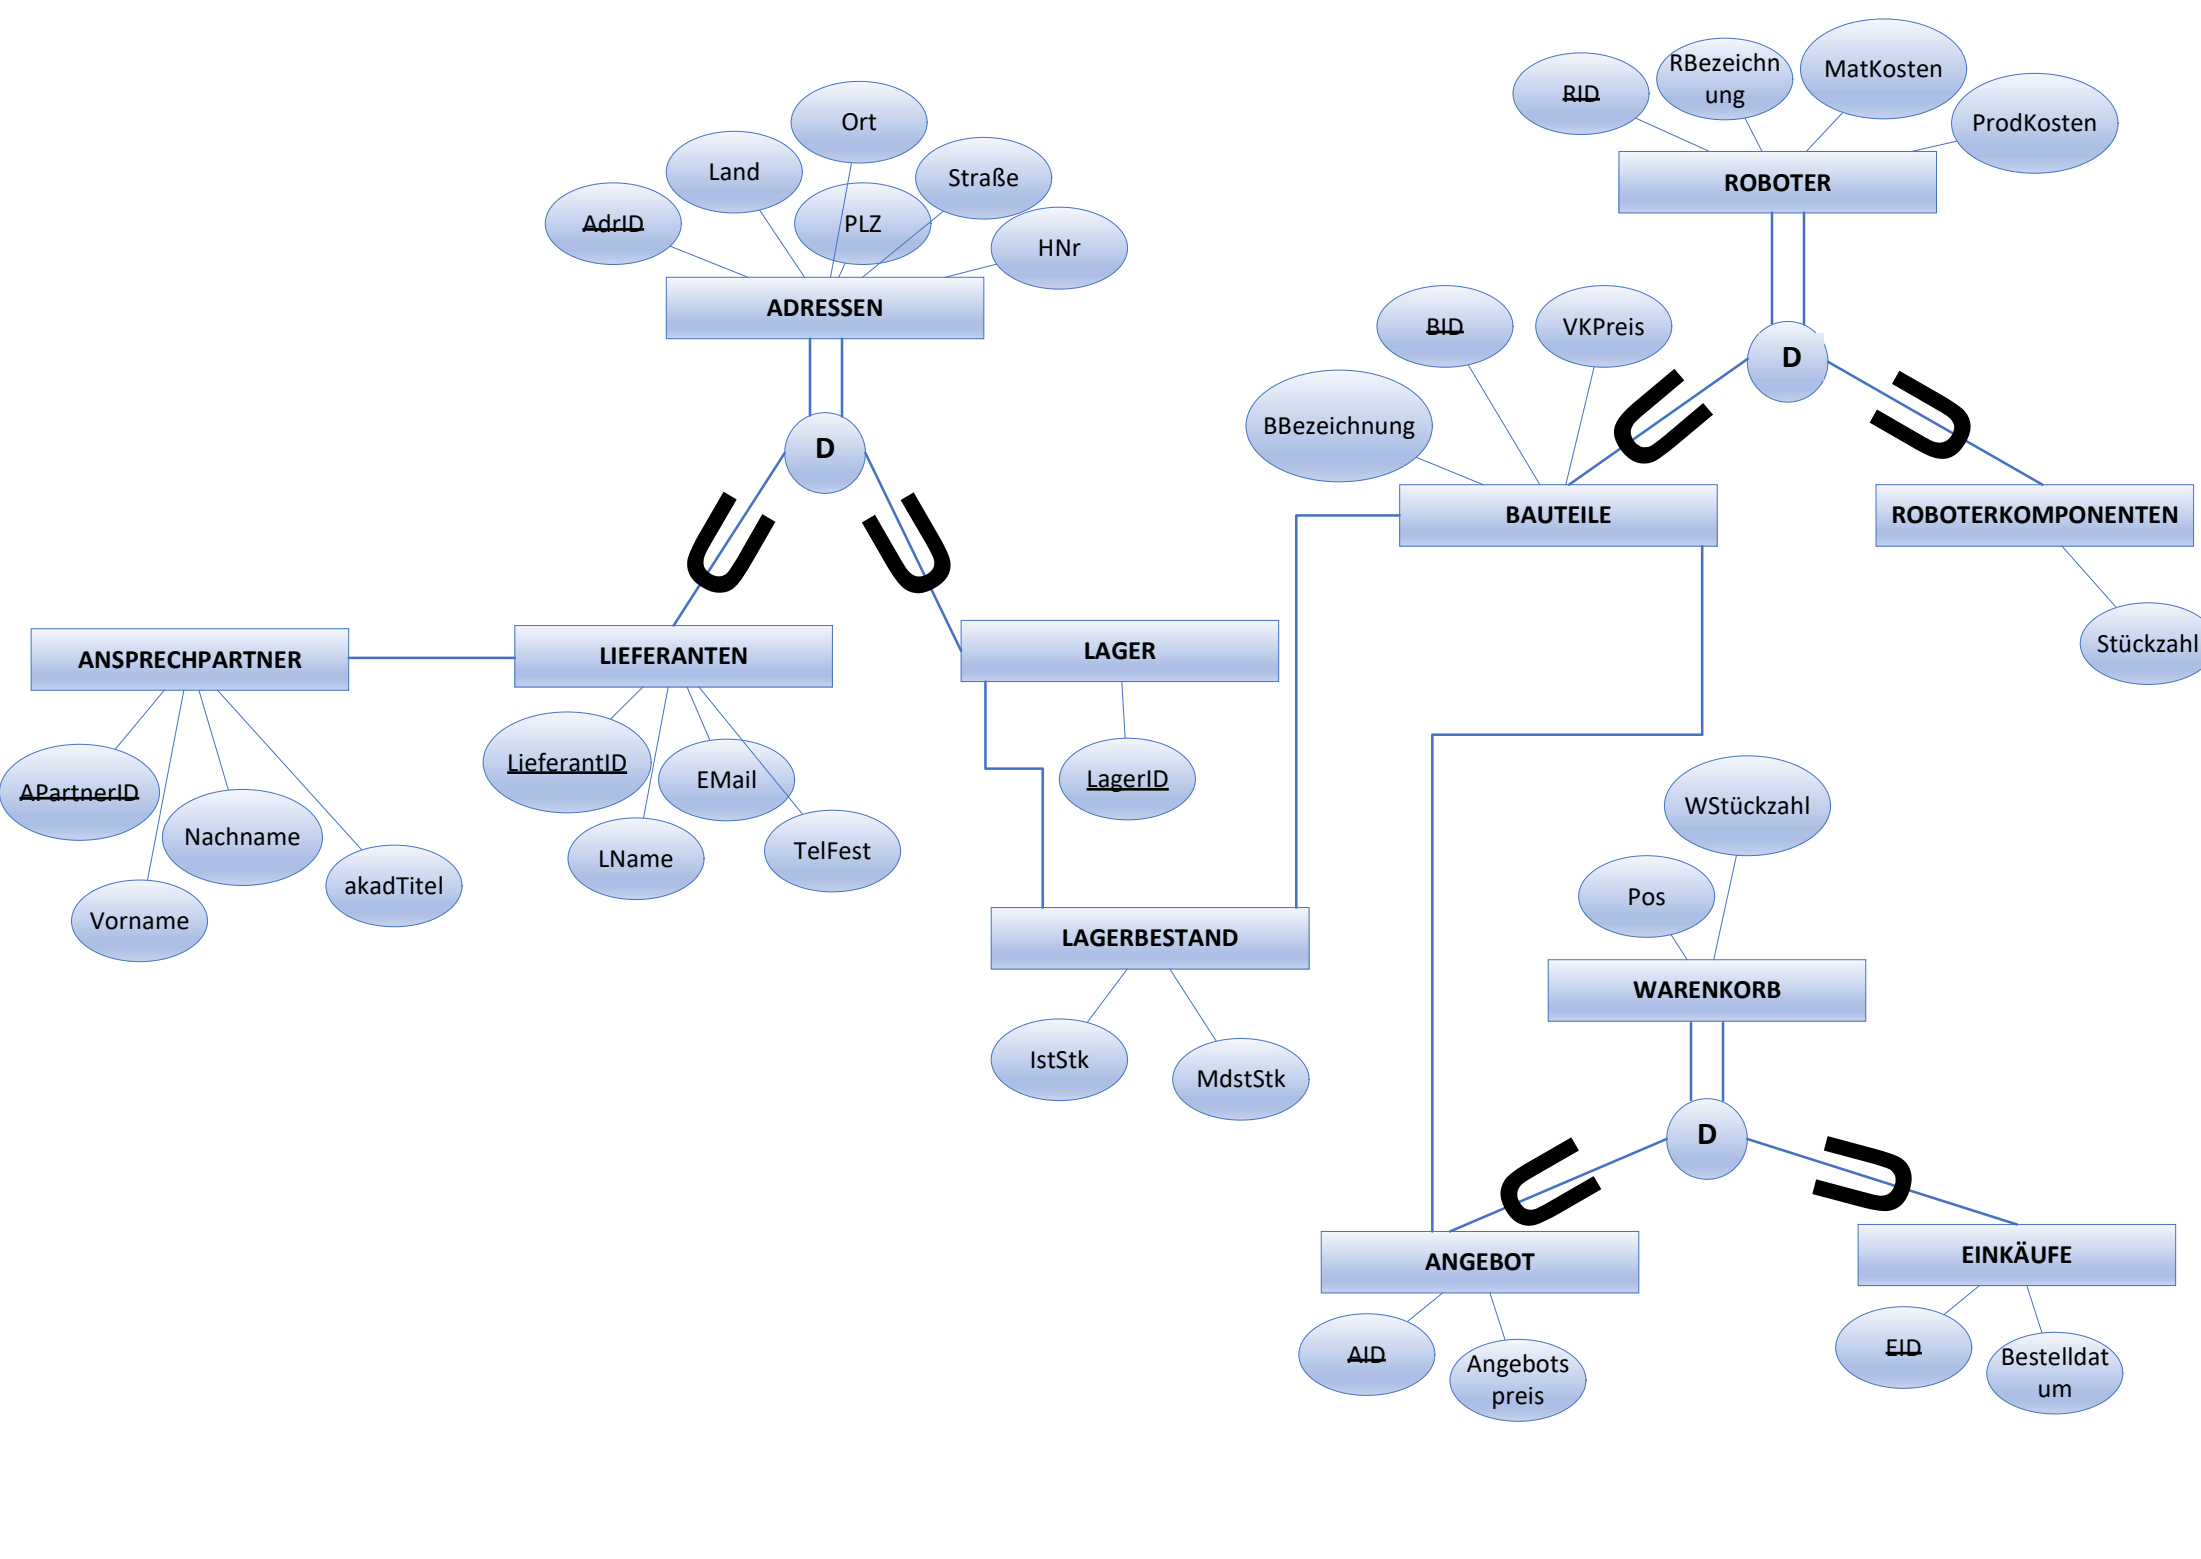 RBezeichn
ung
MatKosten
RID
ProdKosten
Ort
Land
Straße
AdrID
PLZ
HNr
ROBOTER
ADRESSEN
BID
VKPreis
D
BBezeichnung
D
BAUTEILE
ROBOTERKOMPONENTEN
ANSPRECHPARTNER
LIEFERANTEN
LAGER
Stückzahl
LieferantID
EMail
LagerID
APartnerID
Nachname
LName
TelFest
akadTitel
Vorname
WStückzahl
Pos
LAGERBESTAND
WARENKORB
IstStk
MdstStk
D
ANGEBOT
EINKÄUFE
AID
Angebots
preis
EID
Bestelldat
um